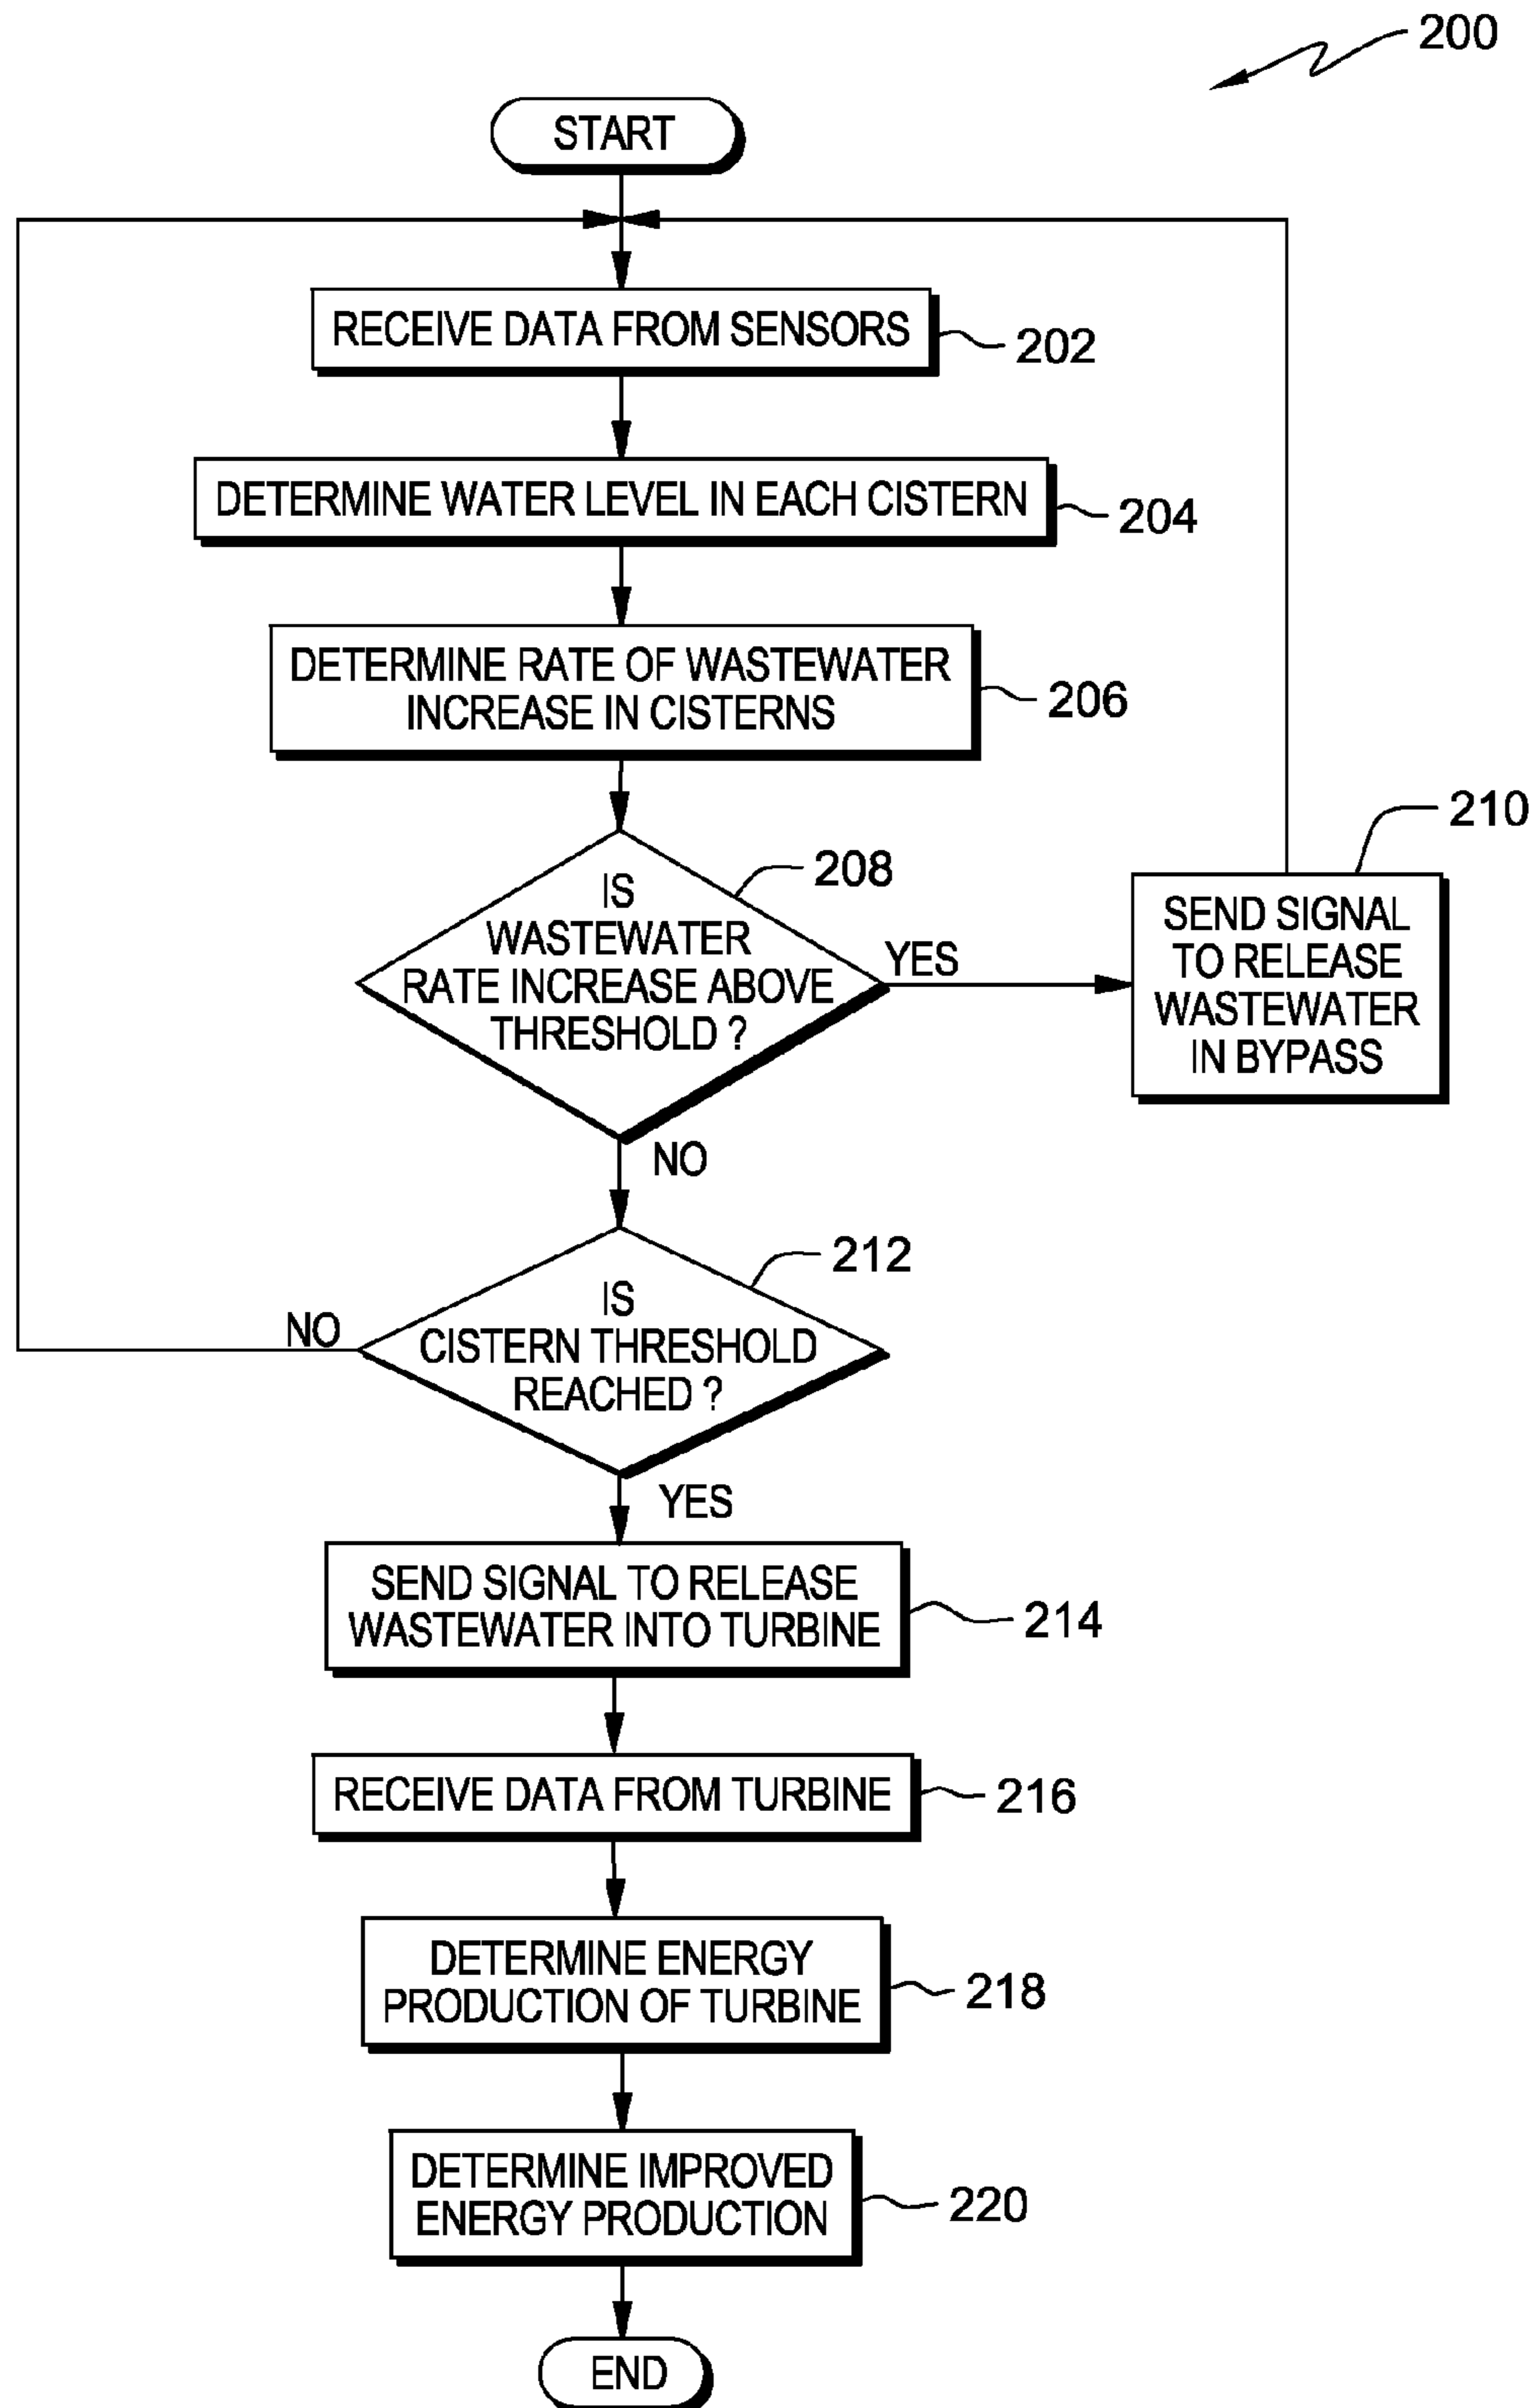 200
START
RECEIVE DATA FROM SENSORS
202
DETERMINE WATER LEVEL IN EACH CISTERN
204
DETERMINE RATE OF WASTEWATER
INCREASE IN CISTERNS
206
IS
WASTEWATER
RATE INCREASE ABOVE
THRESHOLD ?
208
YES
SEND SIGNAL
TO RELEASE
WASTEWATER
IN BYPASS
210
NO
IS
CISTERN THRESHOLD
REACHED ?
212
NO
YES
SEND SIGNAL TO RELEASE
WASTEWATER INTO TURBINE
214
RECEIVE DATA FROM TURBINE
216
DETERMINE ENERGY
PRODUCTION OF TURBINE
218
DETERMINE IMPROVED
ENERGY PRODUCTION
220
END